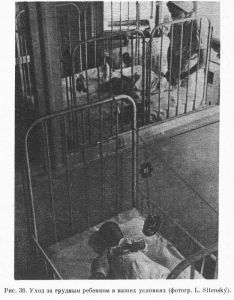 Рис. 38. Уход за грудным ребенком в наших условиях (фотогр. L. Sitenský).